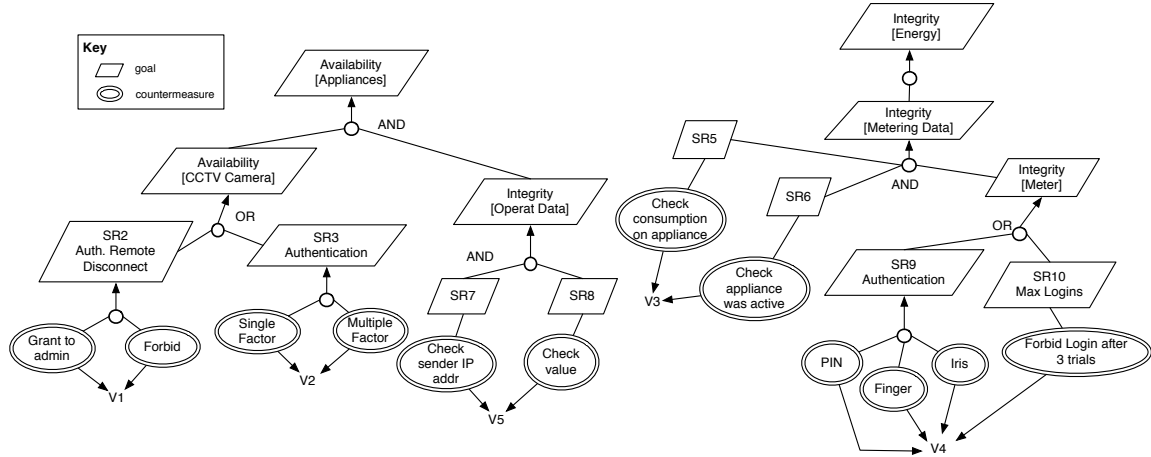 Key
goal
countermeasure
Availability
[Appliances]
AND
Availability
[CCTV Camera]
OR
SR2
Auth. Remote
Disconnect
SR3
Authentication
Integrity
[Operat Data]
AND
SR7
SR8
Grant to
admin
Forbid
V1
Single
Factor
Multiple
Factor
V2
Check
sender IP
addr
Check
value
V5
Integrity
[Energy]
Integrity
[Metering Data]
AND
SR5
SR6
Integrity
[Meter]
Check
consumption
on appliance
Check
appliance
was active
V3
OR
SR9
Authentication
SR10
Max Logins
PIN
Finger
Iris
Forbid Login after
3 trials
V4